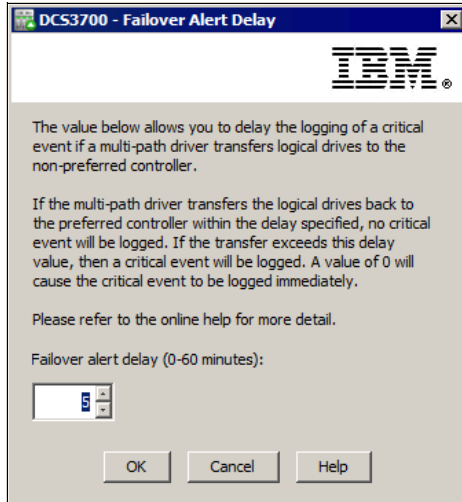 DCS3700 - Failover Alert Delay
IBM®
The value below allows you to delay the logging of a critical
event if a multi-path driver transfers logical drives to the
non-preferred controller.
If the multi-path driver transfers the logical drives back to
the preferred controller within the delay specified, no critical
event will be logged. If the transfer exceeds this delay
value, then a critical event will be logged. A value of 0 will
cause the critical event to be logged immediately.
Please refer to the online help for more detail.
Failover alert delay (0-60 minutes):
5
OK Cancel Help